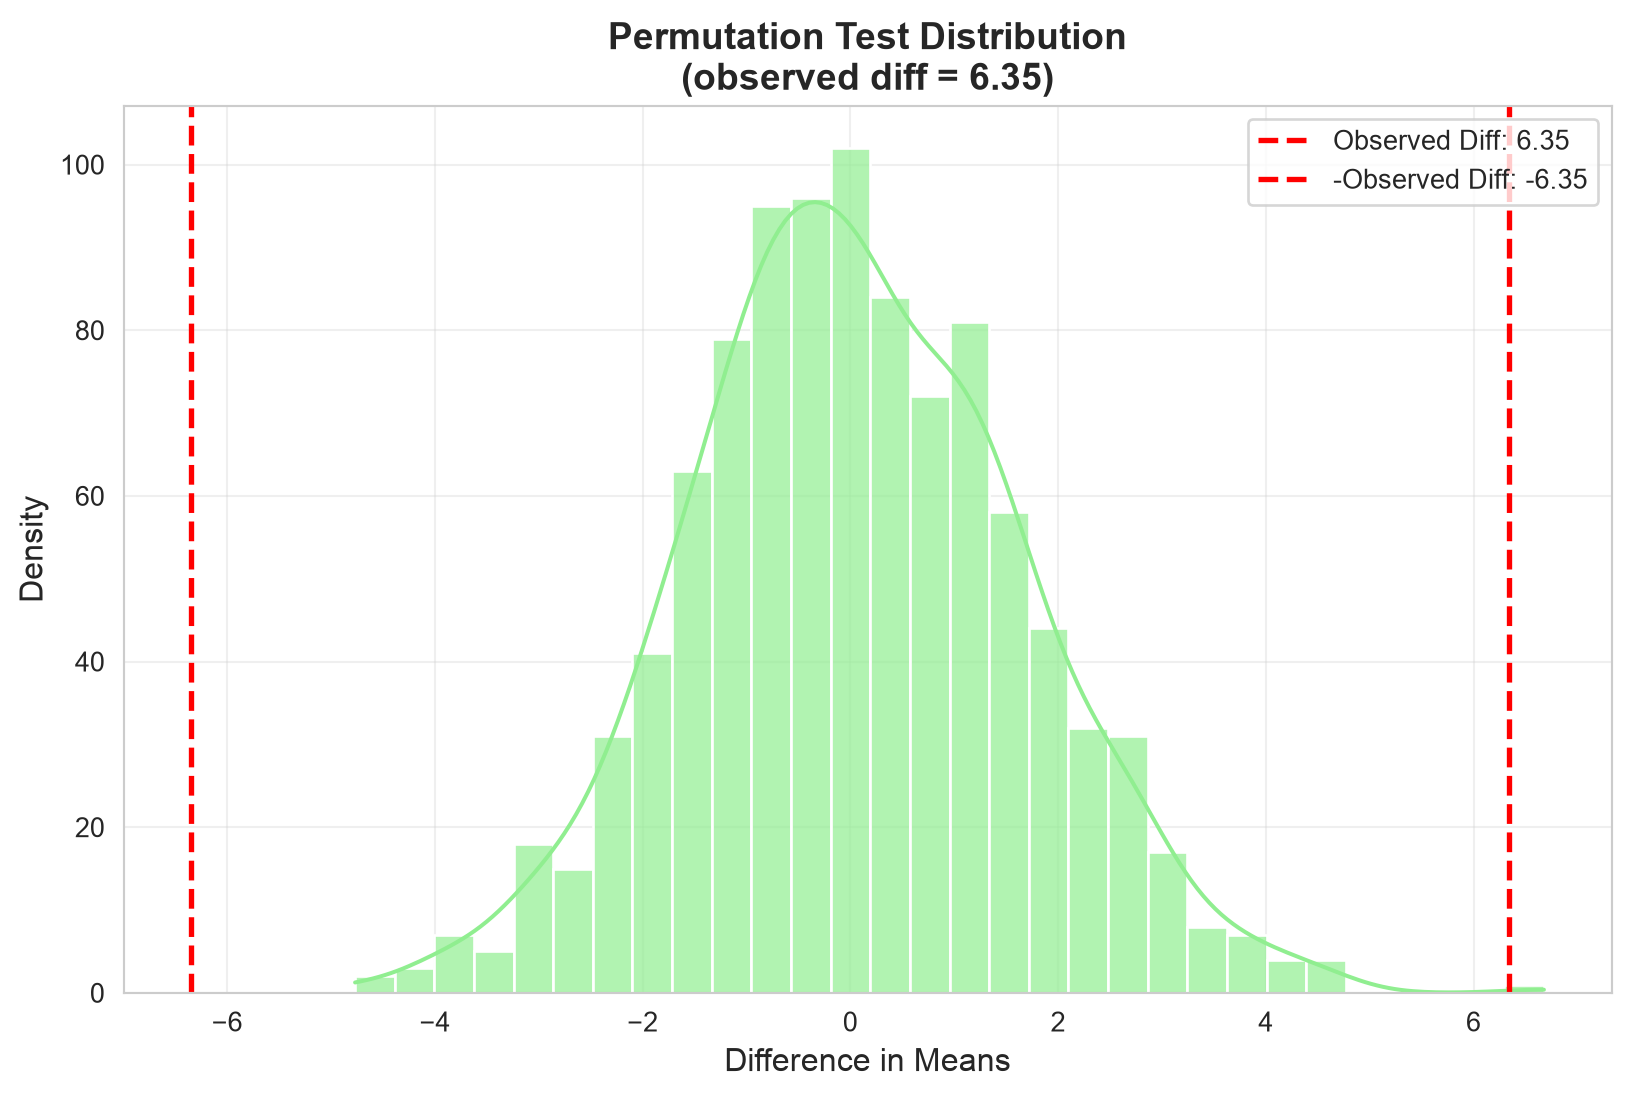 Permutation Test Distribution
(observed diff = 6.35)
Observed Diff: 6.35
-Observed Diff: -6.35
Density
100
80
60
40
20
0
−6 −4 −2 0 2 4 6
Difference in Means